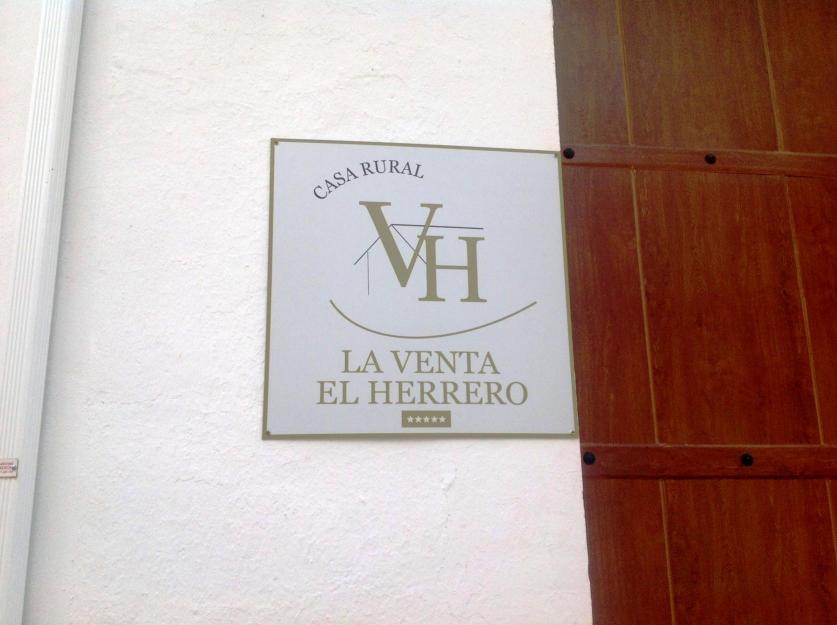 CASA RURAL
VH
LA VENTA
EL HERRERO